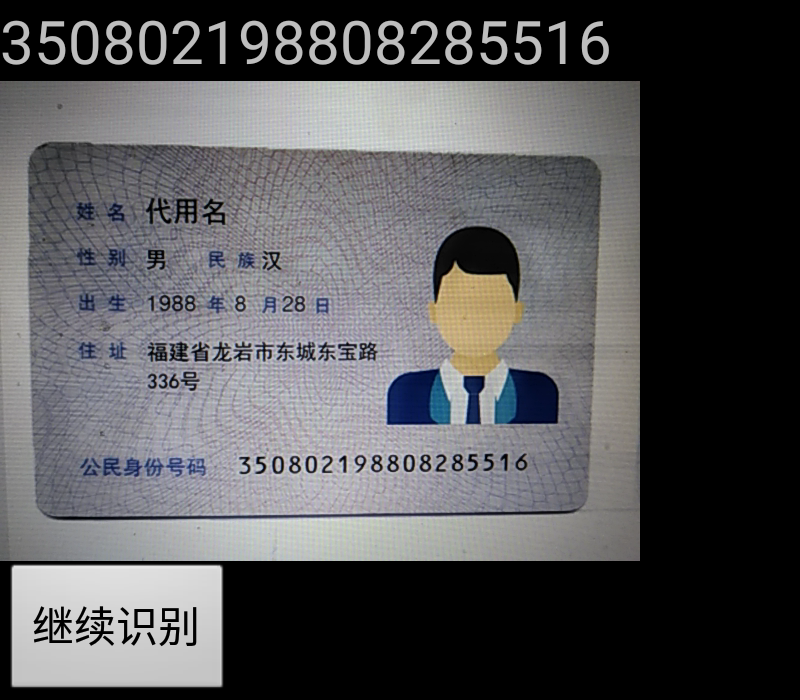 350802198808285516
姓 名 代用名
性 别 男 民 族 汉
出 生 1988 年 8 月 28 日
住 址 福建省龙岩市东城东宝路
336号
公民身份号码 350802198808285516
继续识别